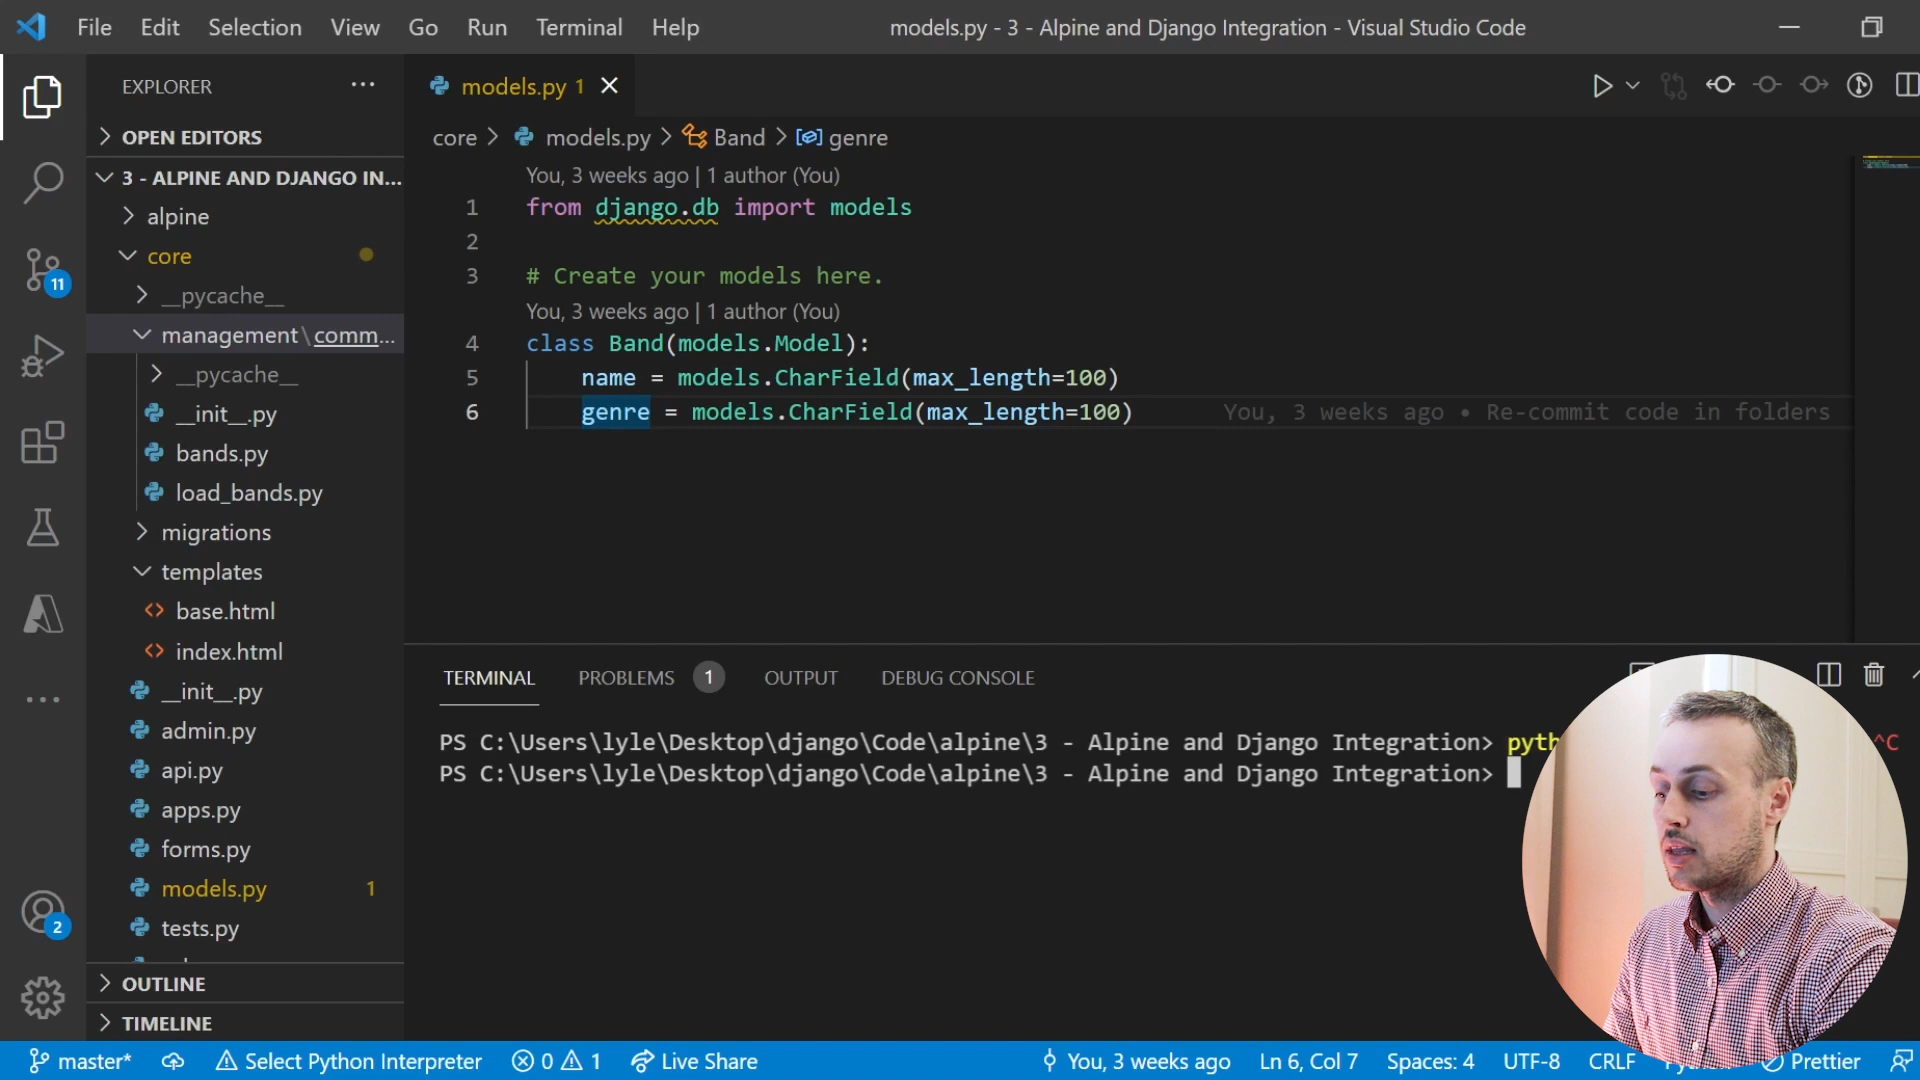 File Edit Selection View Go Run Terminal Help
models.py - 3 - Alpine and Django Integration - Visual Studio Code
EXPLORER
OPEN EDITORS
3 - ALPINE AND DJANGO IN...
alpine
core
__pycache__
management\comm...
__pycache__
__init__.py
bands.py
load_bands.py
migrations
templates
base.html
index.html
__init__.py
admin.py
api.py
apps.py
forms.py
models.py 1
tests.py
OUTLINE
TIMELINE
11
2
models.py 1
core > models.py > Band > genre
You, 3 weeks ago | 1 author (You)
1 from django.db import models
2
3 # Create your models here.
You, 3 weeks ago | 1 author (You)
4 class Band(models.Model):
5 name = models.CharField(max_length=100)
6 genre = models.CharField(max_length=100) You, 3 weeks ago • Re-commit code in folders
TERMINAL PROBLEMS 1 OUTPUT DEBUG CONSOLE
PS C:\Users\lyle\Desktop\django\Code\alpine\3 - Alpine and Django Integration> pyth ^C
PS C:\Users\lyle\Desktop\django\Code\alpine\3 - Alpine and Django Integration>
master* Select Python Interpreter 0 1 Live Share You, 3 weeks ago Ln 6, Col 7 Spaces: 4 UTF-8 CRLF Prettier